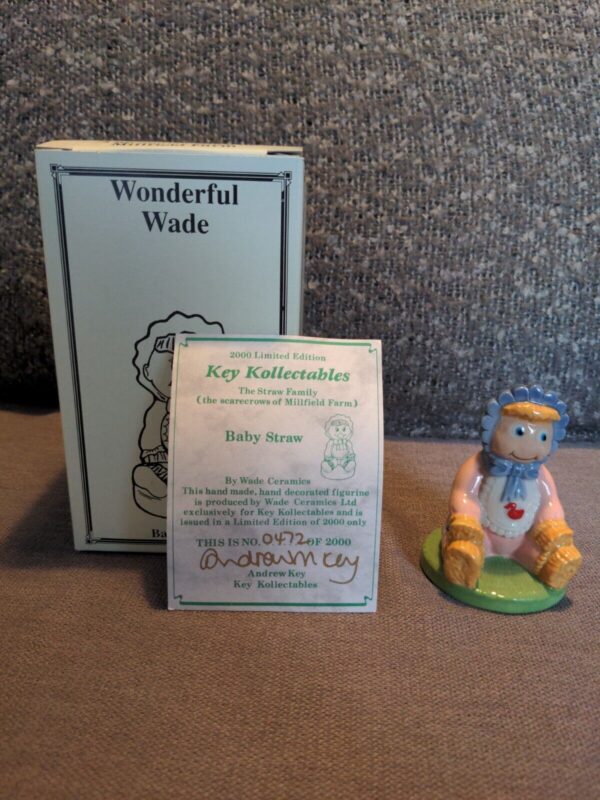 Millfield Farm
Wonderful
Wade
Ba
2000 Limited Edition
Key Kollectables
The Straw Family
(the scarecrows of Millfield Farm)
Baby Straw
By Wade Ceramics
This hand made, hand decorated figurine
is produced by Wade Ceramics Ltd
exclusively for Key Kollectables and is
issued in a Limited Edition of 2000 only
THIS IS NO. 0472 OF 2000
Andrew M Key
Andrew Key
Key Kollectables